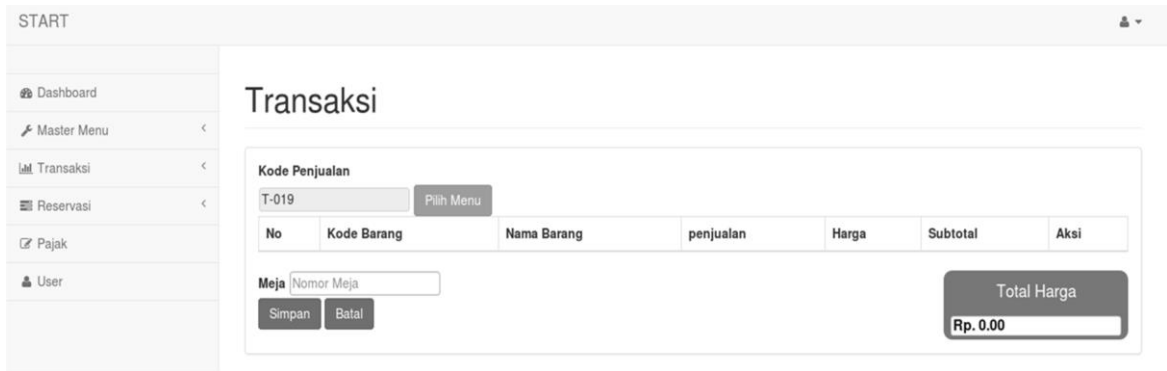 START
Dashboard
Master Menu
Transaksi
Reservasi
Pajak
User
Transaksi
Kode Penjualan
T-019 Pilih Menu
No Kode Barang Nama Barang penjualan Harga Subtotal Aksi
Meja Nomor Meja
Simpan Batal
Total Harga
Rp. 0.00